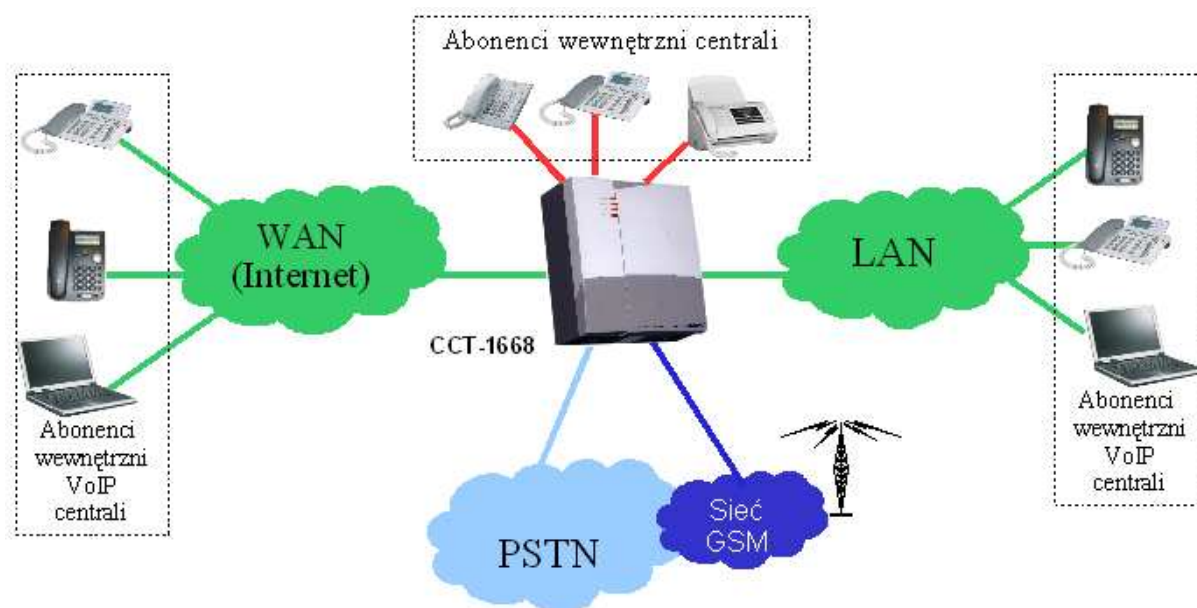 Abonenci wewnętrzni centrali
WAN
(Internet)
LAN
CCT-1668
Abonenci
wewnętrzni
VoIP
centrali
Abonenci
wewnętrzni
VoIP
centrali
PSTN
Sieć
GSM